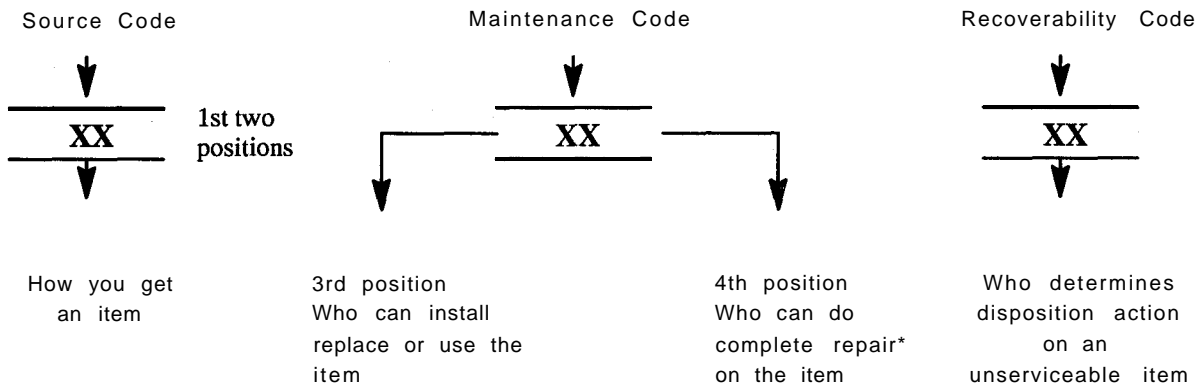 Source Code
XX
1st two
positions
How you get
an item
Maintenance Code
XX
3rd position
Who can install
replace or use the
item
4th position
Who can do
complete repair*
on the item
Recoverability Code
XX
Who determines
disposition action
on an
unserviceable item